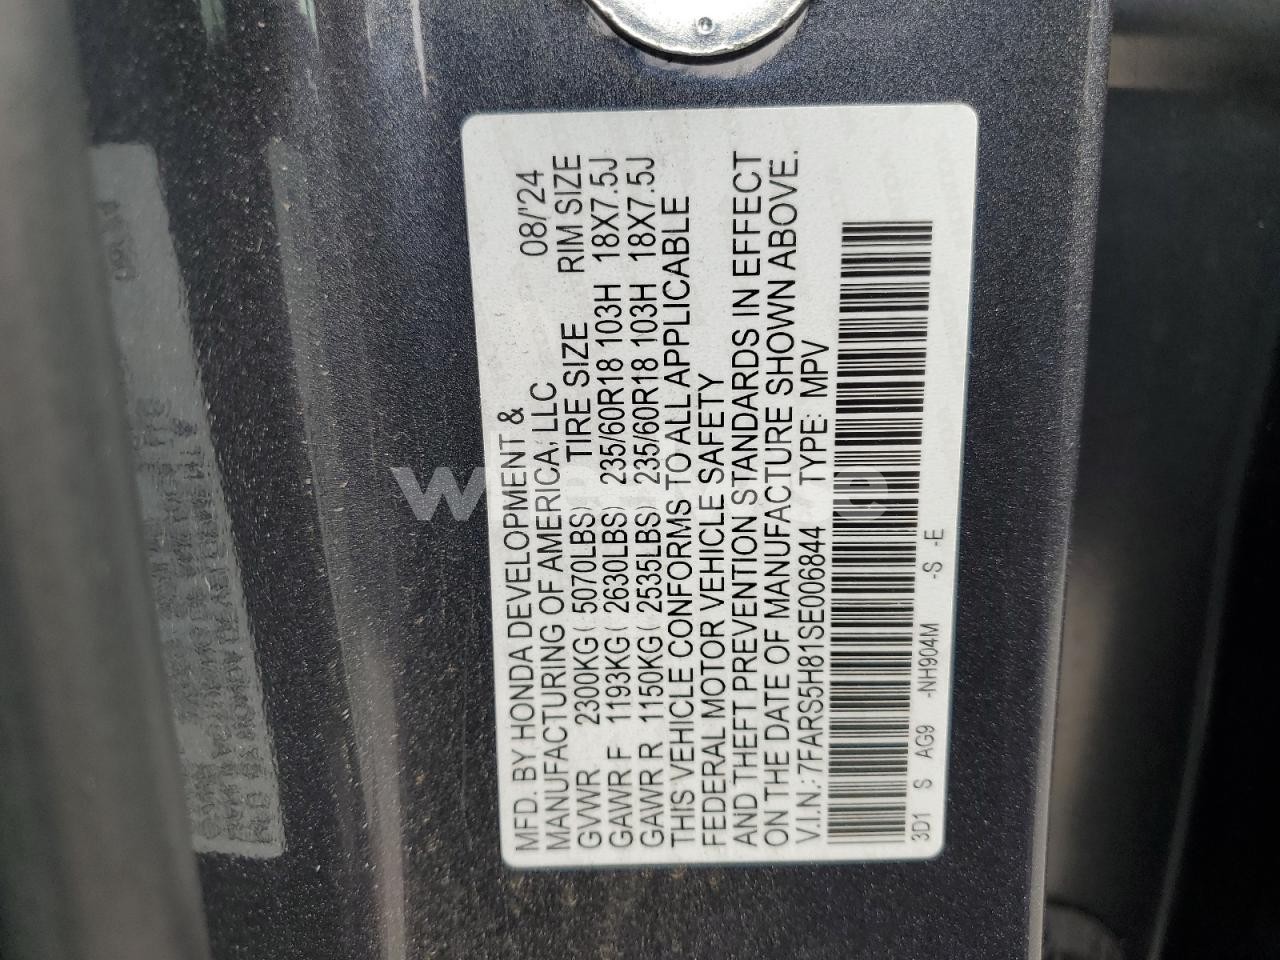 MFD. BY HONDA DEVELOPMENT &
MANUFACTURING OF AMERICA, LLC 08/'24
GVWR 2300KG ( 5070LBS) TIRE SIZE RIM SIZE
GAWR F 1193KG ( 2630LBS) 235/60R18 103H 18X7.5J
GAWR R 1150KG ( 2535LBS) 235/60R18 103H 18X7.5J
THIS VEHICLE CONFORMS TO ALL APPLICABLE
FEDERAL MOTOR VEHICLE SAFETY
AND THEFT PREVENTION STANDARDS IN EFFECT
ON THE DATE OF MANUFACTURE SHOWN ABOVE.
V.I.N.: 7FARS5H81SE006844 TYPE: MPV
3D1 S AG9 -NH904M -S -E